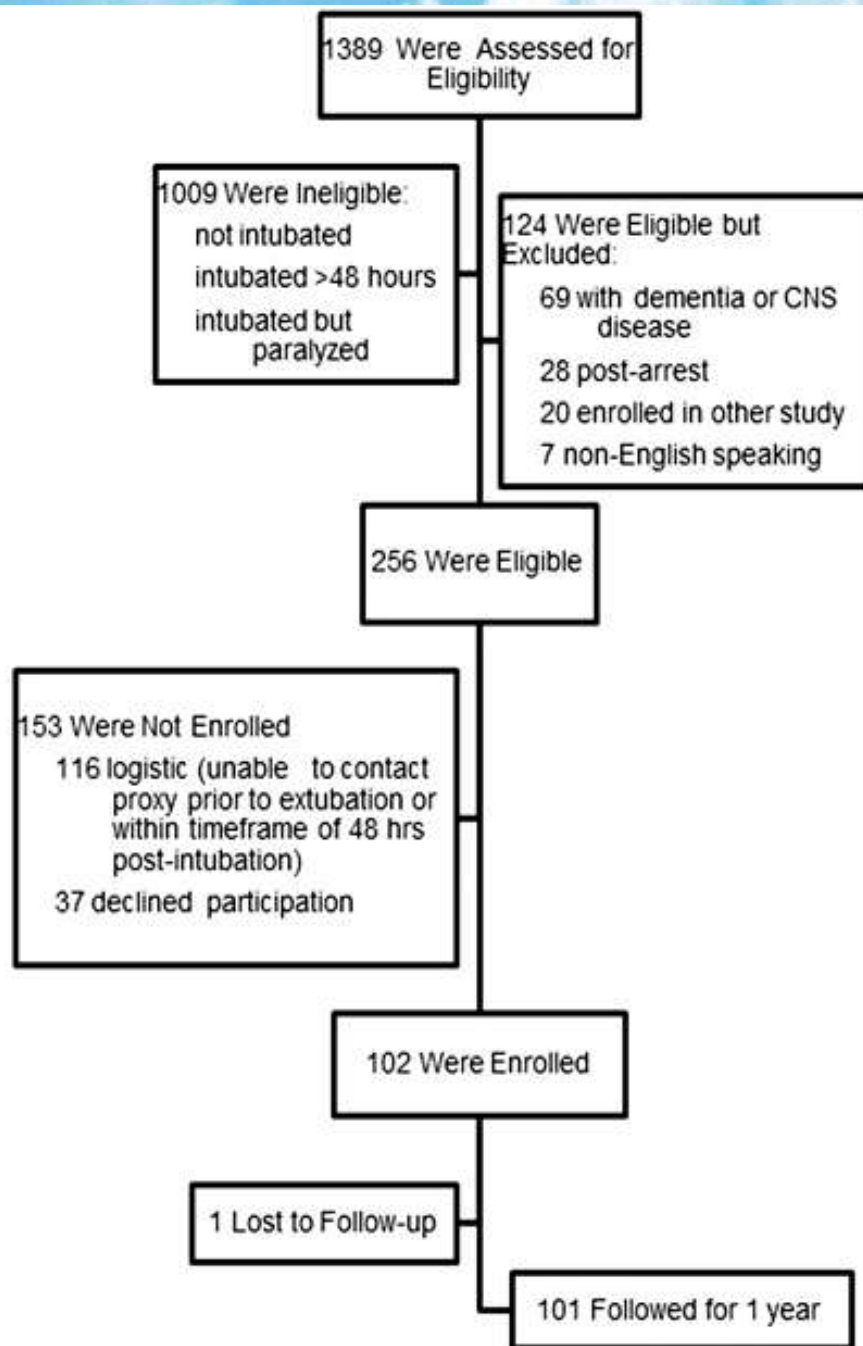 1389 Were Assessed for
Eligibility
1009 Were Ineligible:
not intubated
intubated >48 hours
intubated but
paralyzed
124 Were Eligible but
Excluded:
69 with dementia or CNS
disease
28 post-arrest
20 enrolled in other study
7 non-English speaking
256 Were Eligible
153 Were Not Enrolled
116 logistic (unable to contact
proxy prior to extubation or
within timeframe of 48 hrs
post-intubation)
37 declined participation
102 Were Enrolled
1 Lost to Follow-up
101 Followed for 1 year